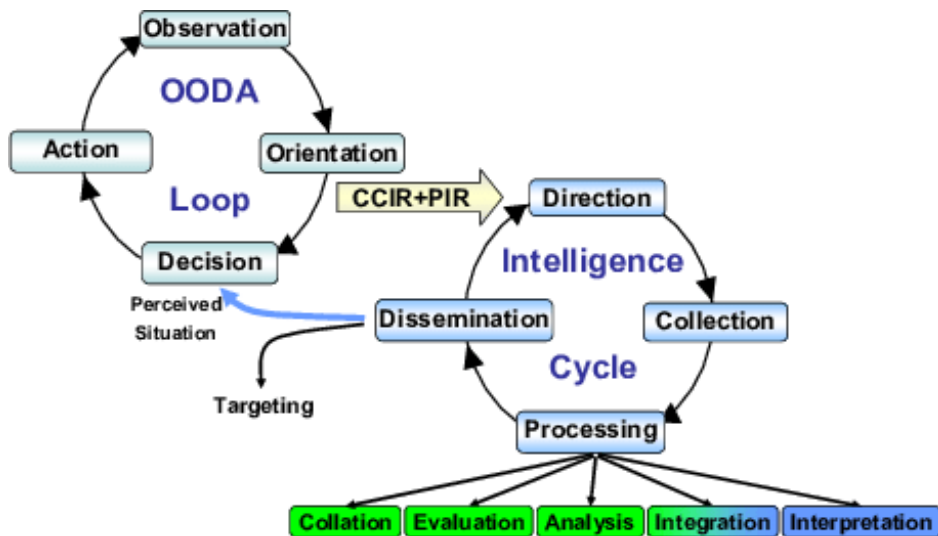 Observation
OODA
Action
Orientation
Loop
CCIR+PIR
Direction
Decision
Intelligence
Perceived
Situation
Dissemination
Collection
Cycle
Targeting
Processing
Collation
Evaluation
Analysis
Integration
Interpretation